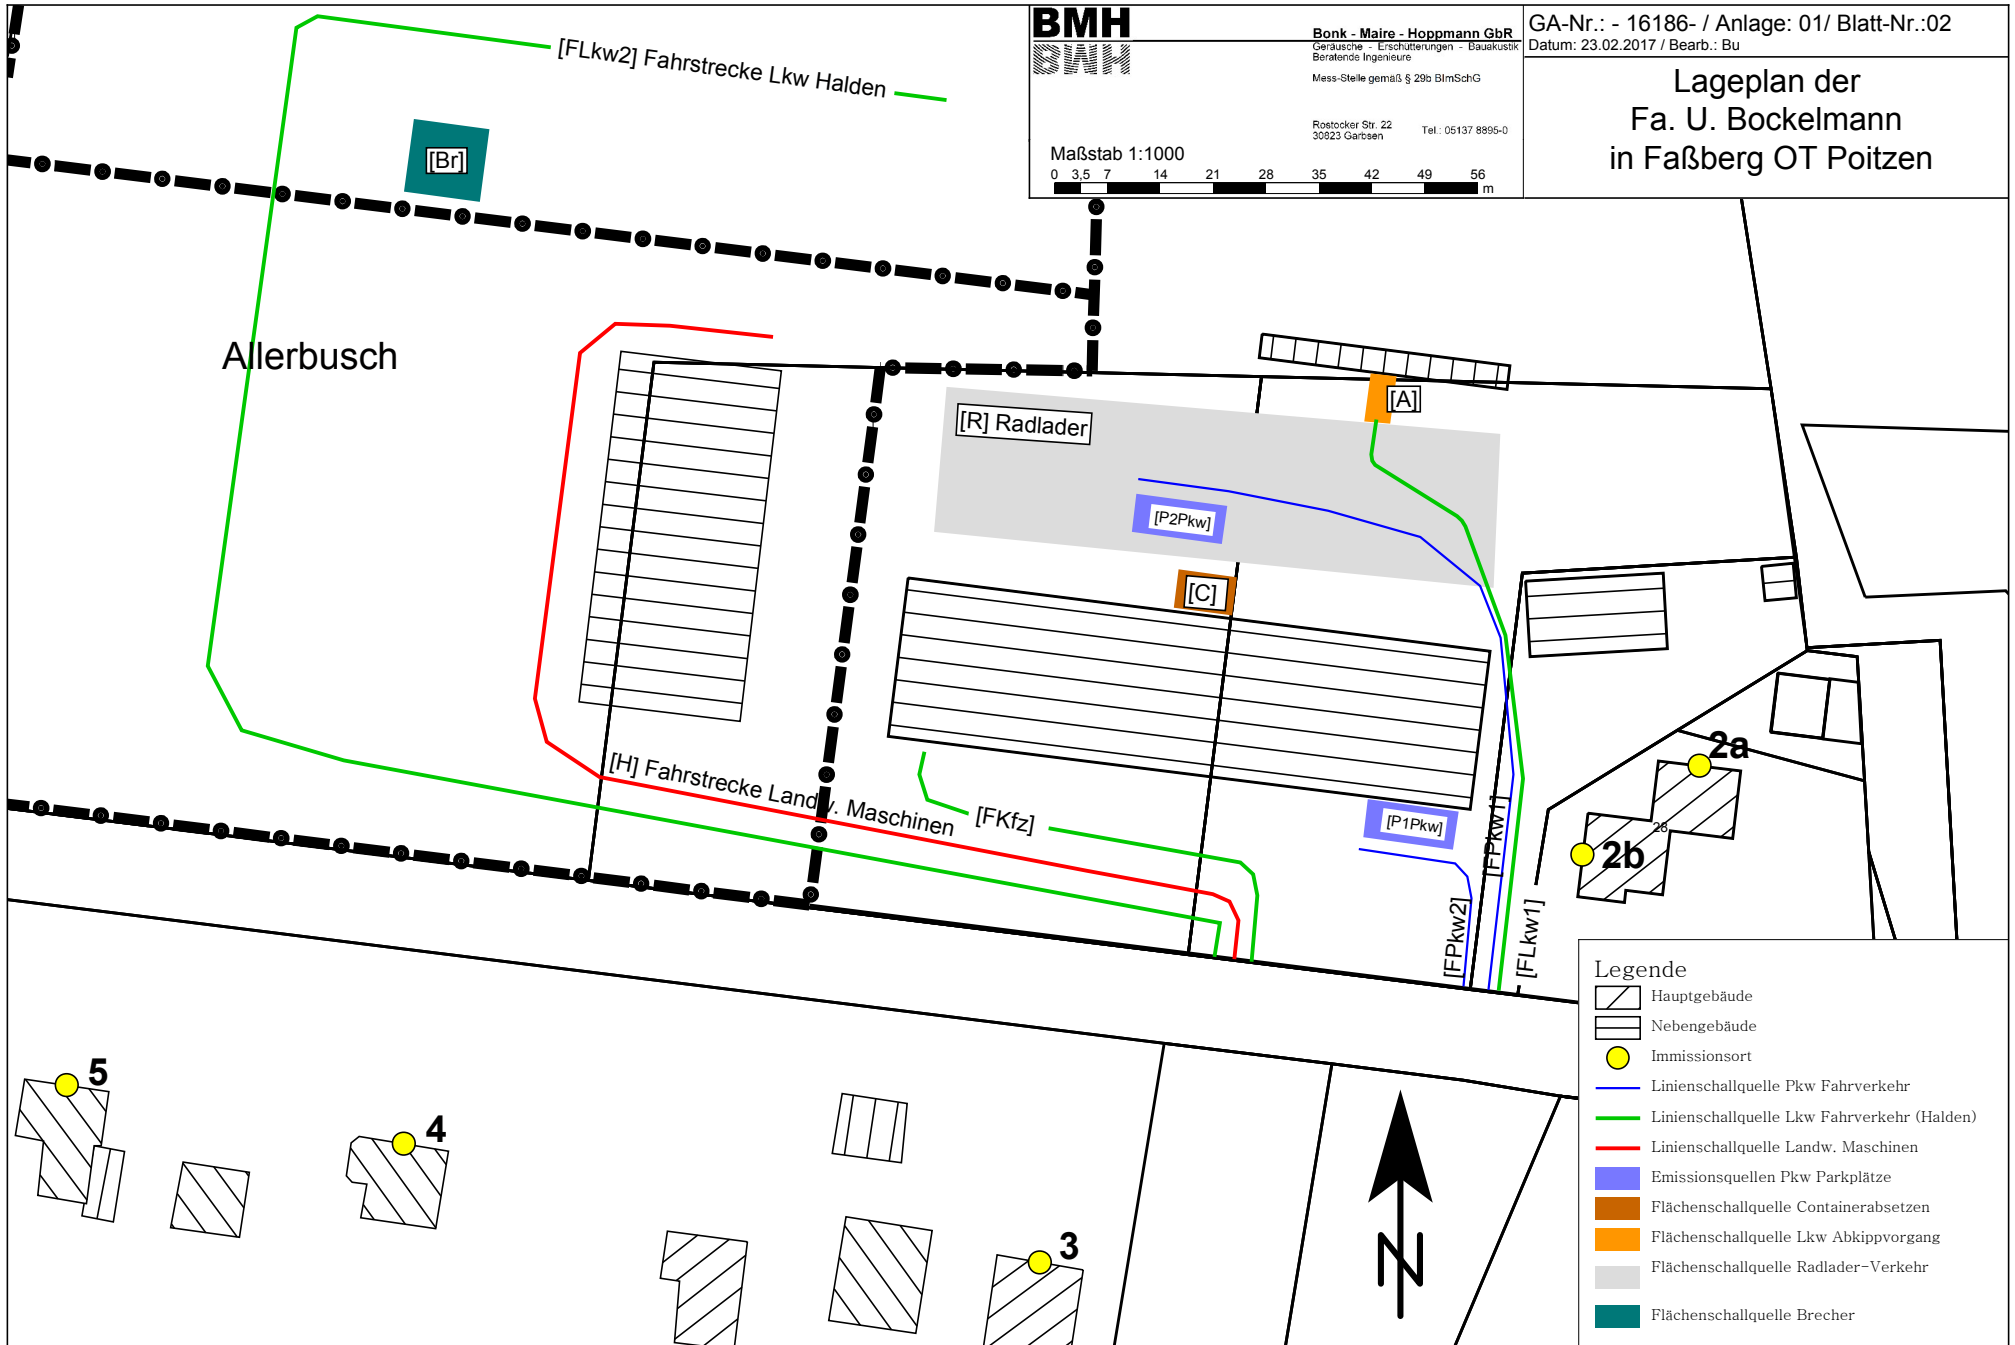 BMH
BMH
Bonk - Maire - Hoppmann GbR
Geräusche - Erschütterungen - Bauakustik
Beratende Ingenieure
Mess-Stelle gemäß § 29b BImSchG
Rostocker Str. 22
30823 Garbsen
Tel.: 05137 8895-0
Maßstab 1:1000
0 3,5 7 14 21 28 35 42 49 56
m
GA-Nr.: - 16186- / Anlage: 01/ Blatt-Nr.:02
Datum: 23.02.2017 / Bearb.: Bu
Lageplan der
Fa. U. Bockelmann
in Faßberg OT Poitzen
[FLkw2] Fahrstrecke Lkw Halden
[Br]
Allerbusch
[R] Radlader
[A]
[P2Pkw]
[C]
[H] Fahrstrecke Landw. Maschinen
[FKfz]
[P1Pkw]
[FPkw1]
[FPkw2]
[FLkw1]
2a
28
2b
5
4
3
N
Legende
Hauptgebäude
Nebengebäude
Immissionsort
Linienschallquelle Pkw Fahrverkehr
Linienschallquelle Lkw Fahrverkehr (Halden)
Linienschallquelle Landw. Maschinen
Emissionsquellen Pkw Parkplätze
Flächenschallquelle Containerabsetzen
Flächenschallquelle Lkw Abkippvorgang
Flächenschallquelle Radlader-Verkehr
Flächenschallquelle Brecher